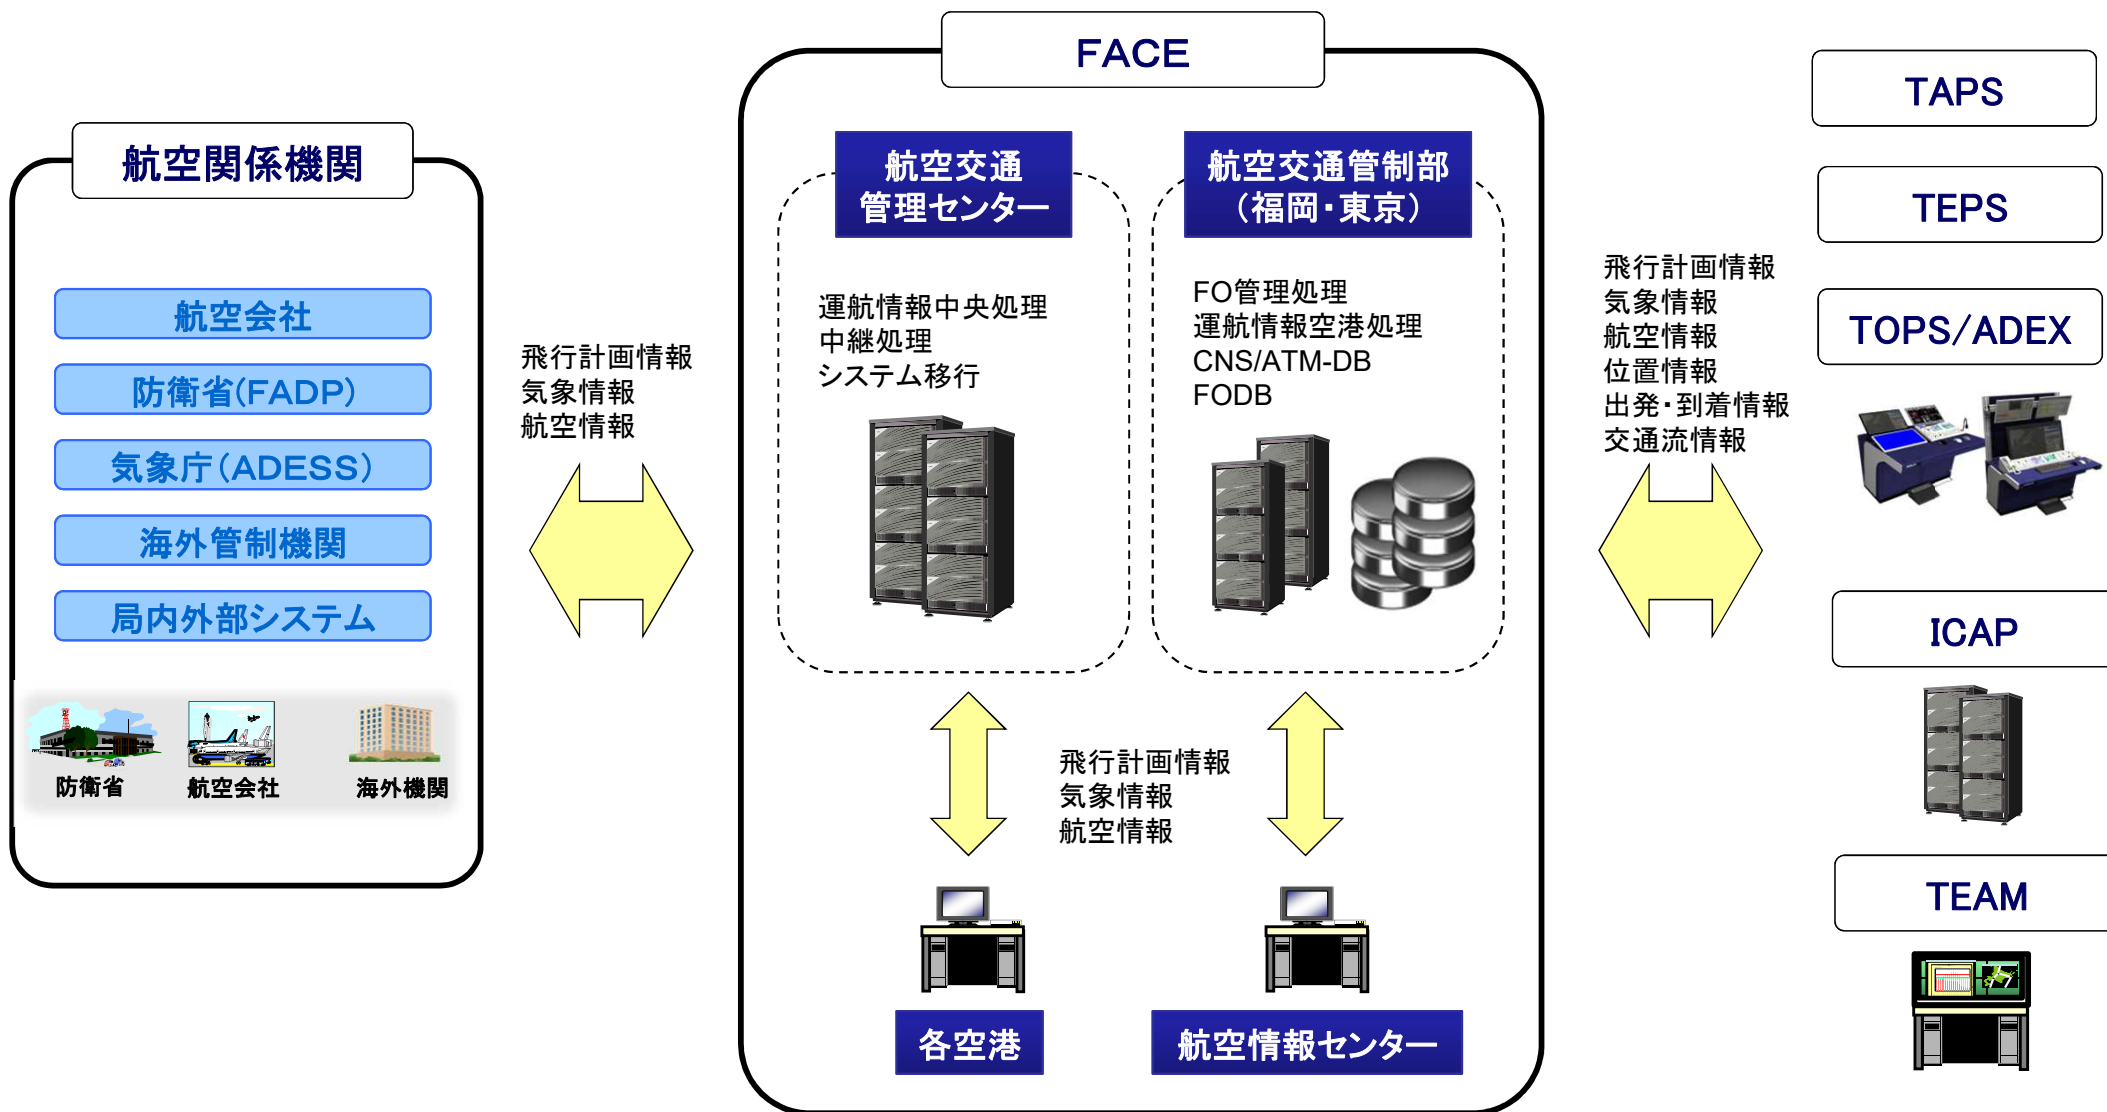 航空関係機関
航空会社
防衛省(FADP)
気象庁(ADESS)
海外管制機関
局内外部システム
防衛省
航空会社
海外機関
飛行計画情報
気象情報
航空情報
FACE
航空交通
管理センター
運航情報中央処理
中継処理
システム移行
航空交通管制部
(福岡・東京)
FO管理処理
運航情報空港処理
CNS/ATM-DB
FODB
飛行計画情報
気象情報
航空情報
各空港
航空情報センター
飛行計画情報
気象情報
航空情報
位置情報
出発・到着情報
交通流情報
TAPS
TEPS
TOPS/ADEX
ICAP
TEAM